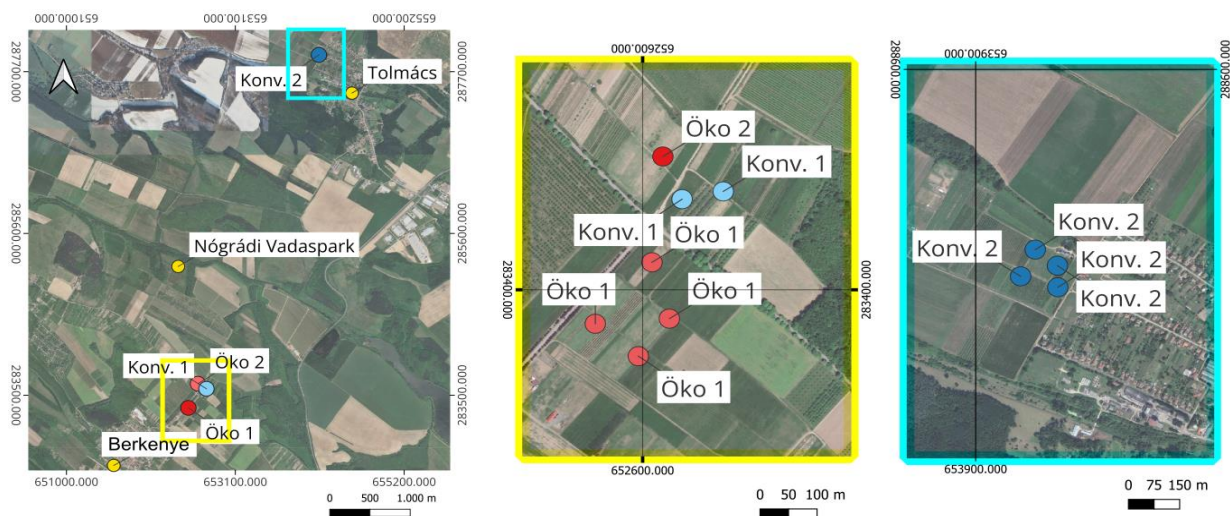 651000.000
653100.000
655200.000
287700.000
287700.000
Konv. 2
Tolmács
285600.000
285600.000
Nógrádi Vadaspark
283500.000
283500.000
Konv. 1
Öko 2
Öko 1
Berkenye
651000.000
653100.000
655200.000
0 500 1.000 m
652600.000
Öko 2
Konv. 1
Konv. 1
Öko 1
283400.000
283400.000
Öko 1
Öko 1
Öko 1
652600.000
0 50 100 m
653900.000
288600.000
288600.000
Konv. 2
Konv. 2
Konv. 2
Konv. 2
653900.000
0 75 150 m